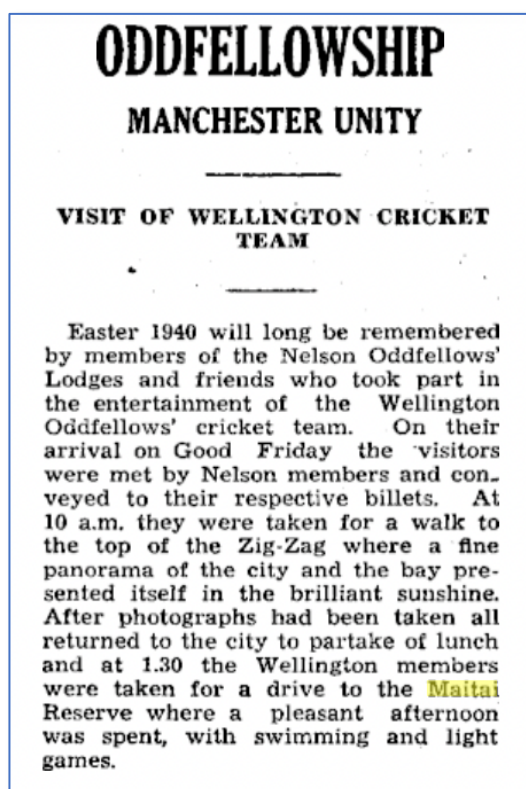 ODDFELLOWSHIP
MANCHESTER UNITY
VISIT OF WELLINGTON CRICKET
TEAM
Easter 1940 will long be remembered
by members of the Nelson Oddfellows'
Lodges and friends who took part in
the entertainment of the Wellington
Oddfellows' cricket team. On their
arrival on Good Friday the visitors
were met by Nelson members and con-
veyed to their respective billets. At
10 a.m. they were taken for a walk to
the top of the Zig-Zag where a fine
panorama of the city and the bay pre-
sented itself in the brilliant sunshine.
After photographs had been taken all
returned to the city to partake of lunch
and at 1.30 the Wellington members
were taken for a drive to the Maitai
Reserve where a pleasant afternoon
was spent, with swimming and light
games.